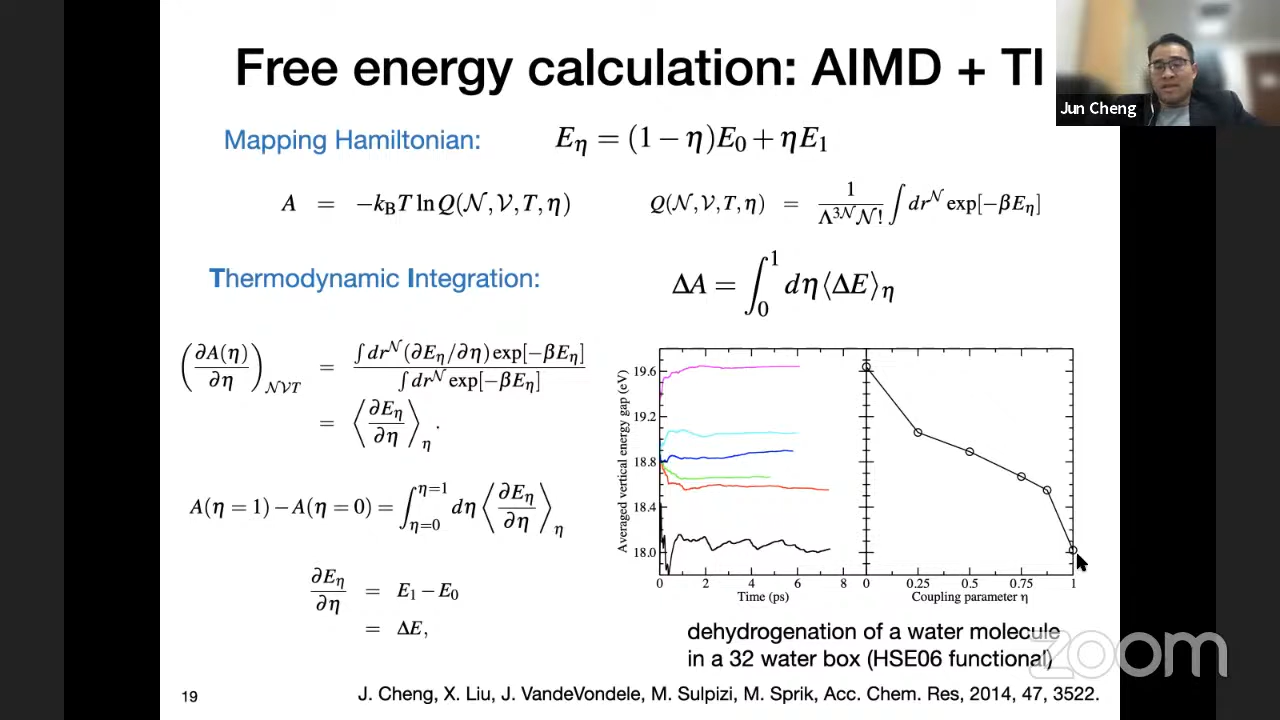 Free energy calculation: AIMD + TI
Jun Cheng
Mapping Hamiltonian:
E_η = (1 − η)E_0 + ηE_1
A = −k_B T ln Q(𝒩, 𝒱, T, η)
Q(𝒩, 𝒱, T, η) = 1/(Λ^{3𝒩} 𝒩!) ∫ dr^𝒩 exp[−βE_η]
Thermodynamic Integration:
ΔA = ∫_0^1 dη⟨ΔE⟩_η
(∂A(η)/∂η)_{𝒩𝒱T} = ∫dr^𝒩(∂E_η/∂η)exp[−βE_η] / ∫dr^𝒩 exp[−βE_η]
= ⟨∂E_η/∂η⟩_η .
A(η = 1) − A(η = 0) = ∫_{η=0}^{η=1} dη ⟨∂E_η/∂η⟩_η
∂E_η/∂η = E_1 − E_0
= ΔE,
Averaged vertical energy gap (eV)
19.6
19.2
18.8
18.4
18.0
0 2 4 6 8 0 0.25 0.5 0.75 1
Time (ps) Coupling parameter η
dehydrogenation of a water molecule
in a 32 water box (HSE06 functional)
zoom
19
J. Cheng, X. Liu, J. VandeVondele, M. Sulpizi, M. Sprik, Acc. Chem. Res, 2014, 47, 3522.